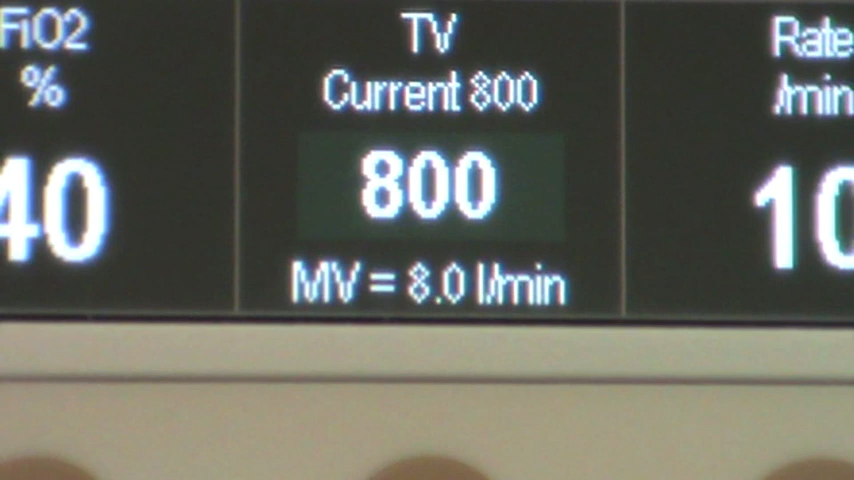 FiO2
%
40
TV
Current 800
800
MV = 8.0 l/min
Rate
/min
10